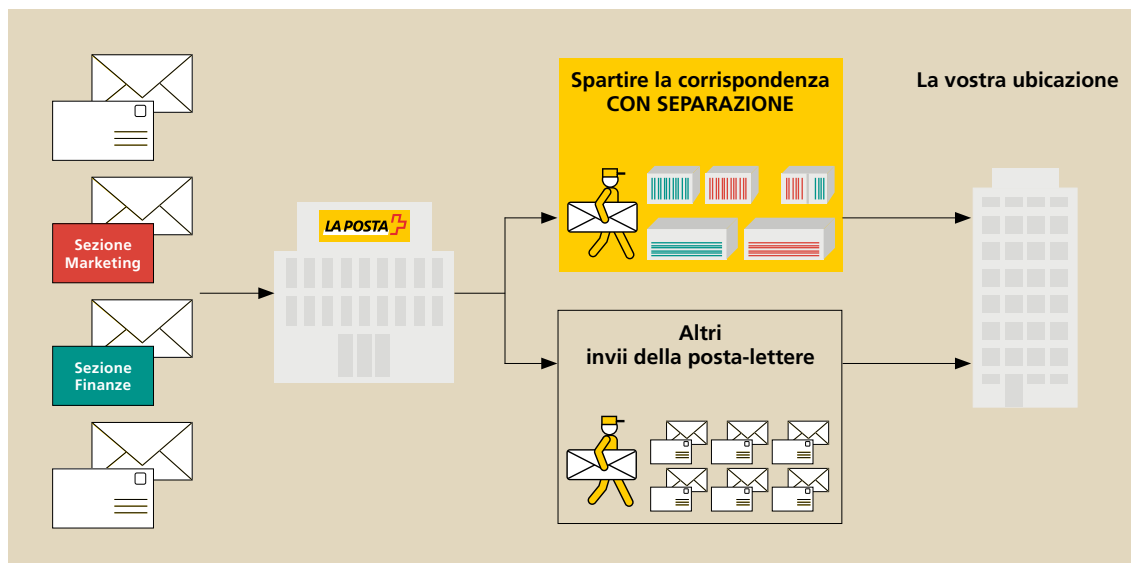 Sezione
Marketing
Sezione
Finanze
LA POSTA
Spartire la corrispondenza
CON SEPARAZIONE
Altri
invii della posta-lettere
La vostra ubicazione